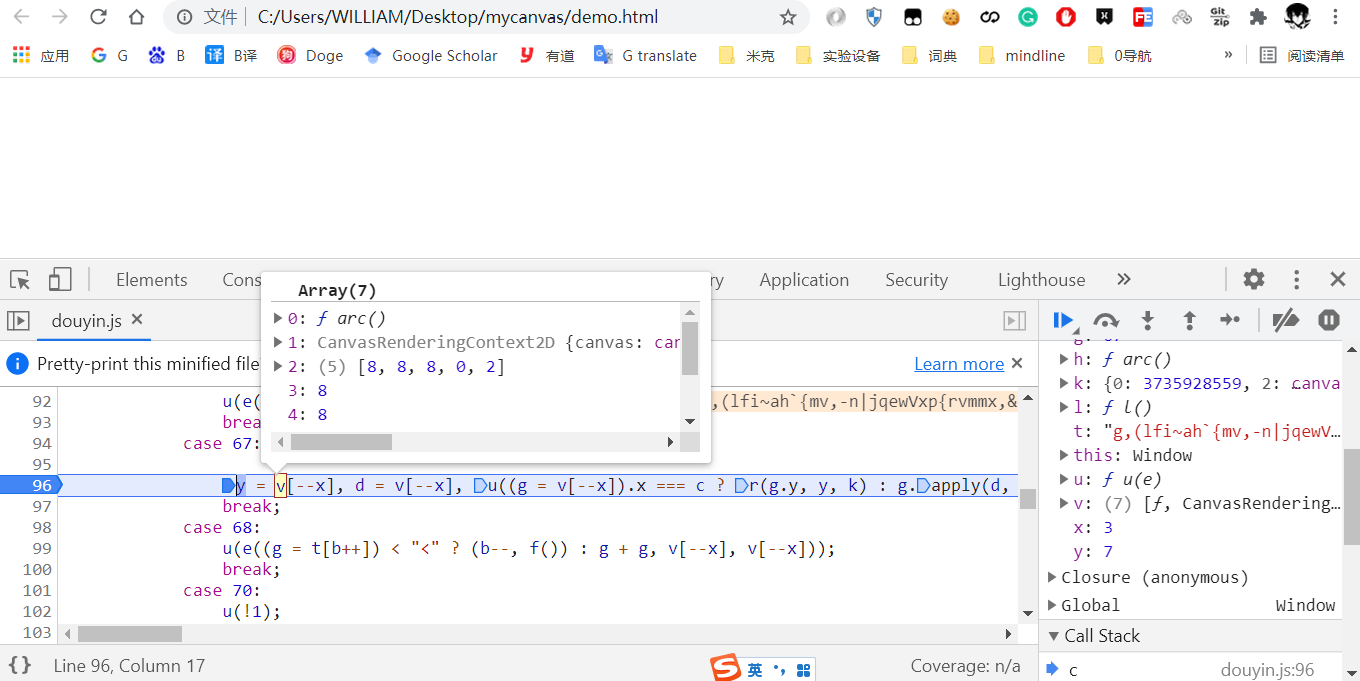 文件 C:/Users/WILLIAM/Desktop/mycanvas/demo.html
应用 G B B译 Doge Google Scholar 有道 G translate 米克 实验设备 词典 mindline 0导航 » 阅读清单
Elements Cons ry Application Security Lighthouse
douyin.js
Pretty-print this minified file Learn more
Array(7)
0: ƒ arc()
1: CanvasRenderingContext2D {canvas: can
2: (5) [8, 8, 8, 0, 2]
3: 8
4: 8
92 u(e( ,(lfi~ah`{mv,-n|jqewVxp{rvmmx,&
93 brea
94 case 67:
95
96 y = v[--x], d = v[--x], u((g = v[--x]).x === c ? r(g.y, y, k) : g.apply(d,
97 break;
98 case 68:
99 u(e((g = t[b++]) < "<" ? (b--, f()) : g + g, v[--x], v[--x]));
100 break;
101 case 70:
102 u(!1);
103
h: ƒ arc()
k: {0: 3735928559, 2: canva
l: ƒ l()
t: "g,(lfi~ah`{mv,-n|jqewV…
this: Window
u: ƒ u(e)
v: (7) [ƒ, CanvasRendering…
x: 3
y: 7
Closure (anonymous)
Global Window
Call Stack
c douyin.js:96
{} Line 96, Column 17 英 Coverage: n/a